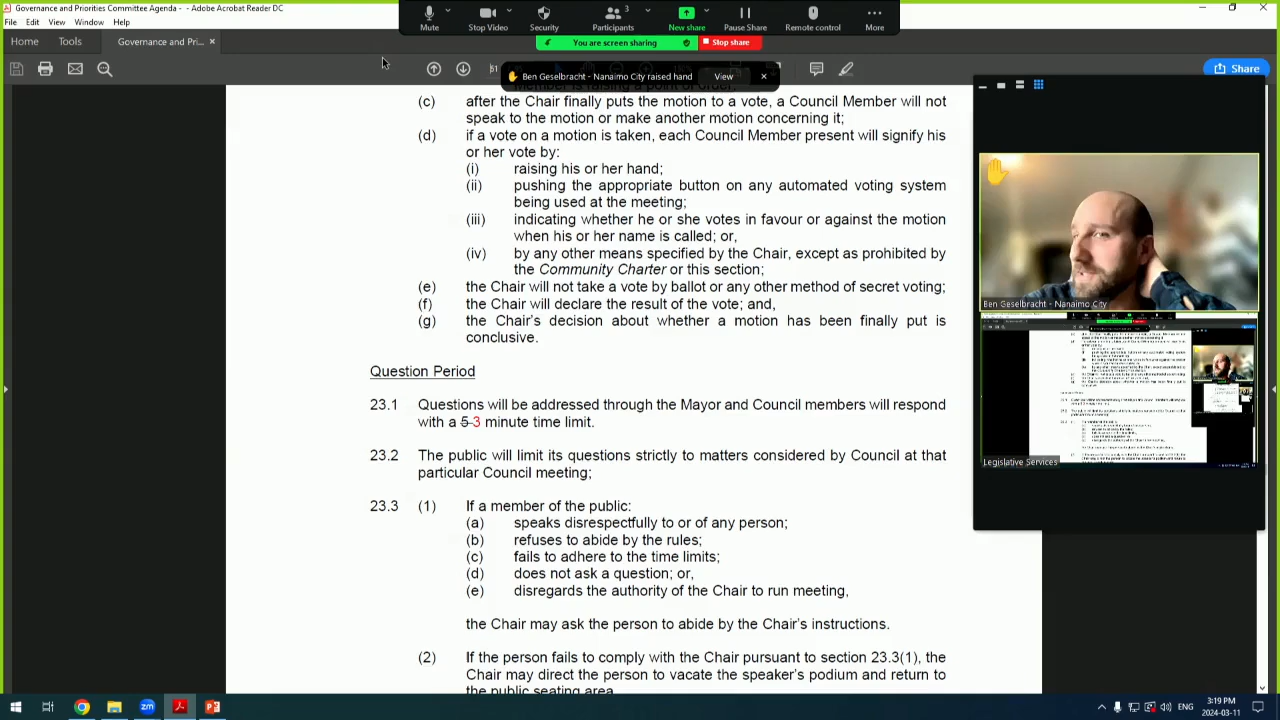 Governance and Priorities Committee Agenda - - Adobe Acrobat Reader DC
File Edit View Window Help
Home Tools Governance and Pri... ×
Mute Stop Video Security Participants 3 New share Pause Share Remote control More
You are screen sharing Stop share
Ben Geselbracht - Nanaimo City raised hand View
Share
Member is raising a point of order.
(c) after the Chair finally puts the motion to a vote, a Council Member will not
speak to the motion or make another motion concerning it;
(d) if a vote on a motion is taken, each Council Member present will signify his
or her vote by:
(i) raising his or her hand;
(ii) pushing the appropriate button on any automated voting system
being used at the meeting;
(iii) indicating whether he or she votes in favour or against the motion
when his or her name is called; or,
(iv) by any other means specified by the Chair, except as prohibited by
the Community Charter or this section;
(e) the Chair will not take a vote by ballot or any other method of secret voting;
(f) the Chair will declare the result of the vote; and,
(g) the Chair's decision about whether a motion has been finally put is
conclusive.
Question Period
23.1 Questions will be addressed through the Mayor and Council members will respond
with a 5 3 minute time limit.
23.2 The public will limit its questions strictly to matters considered by Council at that
particular Council meeting;
23.3 (1) If a member of the public:
(a) speaks disrespectfully to or of any person;
(b) refuses to abide by the rules;
(c) fails to adhere to the time limits;
(d) does not ask a question; or,
(e) disregards the authority of the Chair to run meeting,
the Chair may ask the person to abide by the Chair's instructions.
(2) If the person fails to comply with the Chair pursuant to section 23.3(1), the
Chair may direct the person to vacate the speaker's podium and return to
the public seating area.
Ben Geselbracht - Nanaimo City
Legislative Services
ENG
3:19 PM
2024-03-11